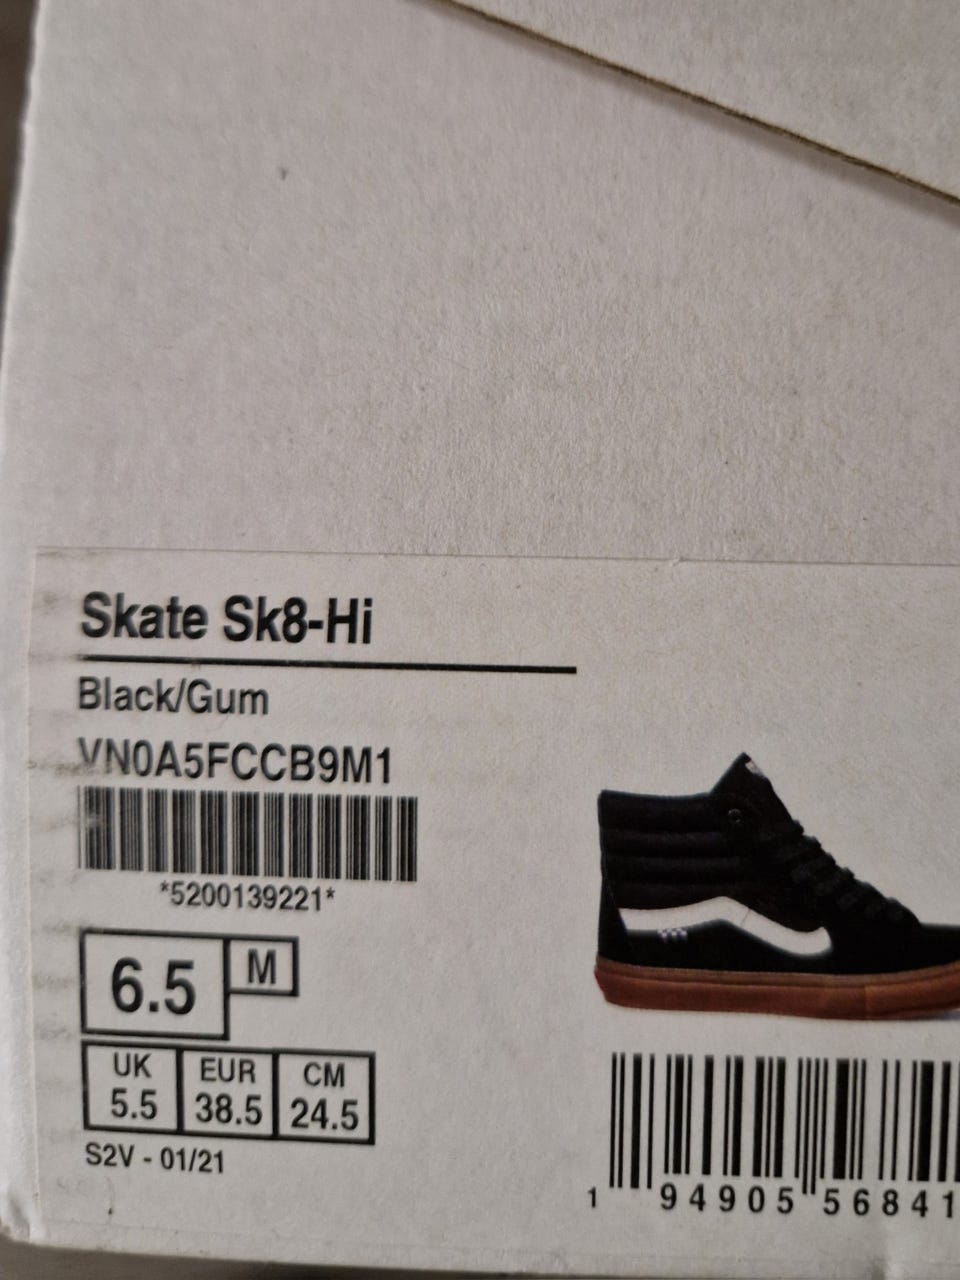 Skate Sk8-Hi
Black/Gum
VN0A5FCCB9M1
*5200139221*
6.5 M
UK EUR CM
5.5 38.5 24.5
S2V - 01/21
1 94905 56841